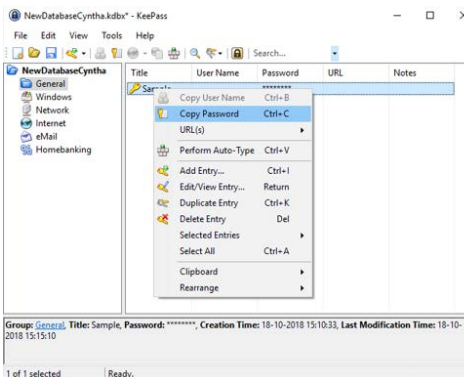 NewDatabaseCyntha.kdbx* - KeePass
File Edit View Tools Help
Search...
NewDatabaseCyntha
General
Windows
Network
Internet
eMail
Homebanking
Title User Name Password URL Notes
Sample ********
Copy User Name Ctrl+B
Copy Password Ctrl+C
URL(s)
Perform Auto-Type Ctrl+V
Add Entry... Ctrl+I
Edit/View Entry... Return
Duplicate Entry Ctrl+K
Delete Entry Del
Selected Entries
Select All Ctrl+A
Clipboard
Rearrange
Group: General, Title: Sample, Password: ********, Creation Time: 18-10-2018 15:10:33, Last Modification Time: 18-10-
2018 15:15:10
1 of 1 selected Ready.